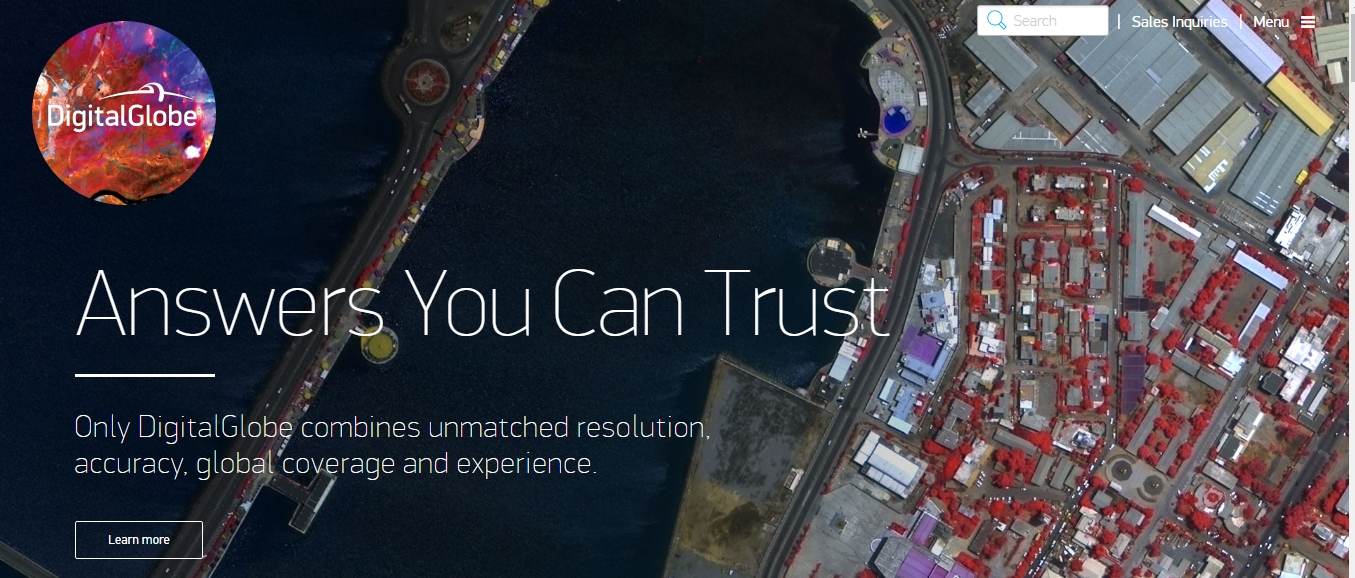 Search | Sales Inquiries | Menu
DigitalGlobe
Answers You Can Trust
Only DigitalGlobe combines unmatched resolution,
accuracy, global coverage and experience.
Learn more